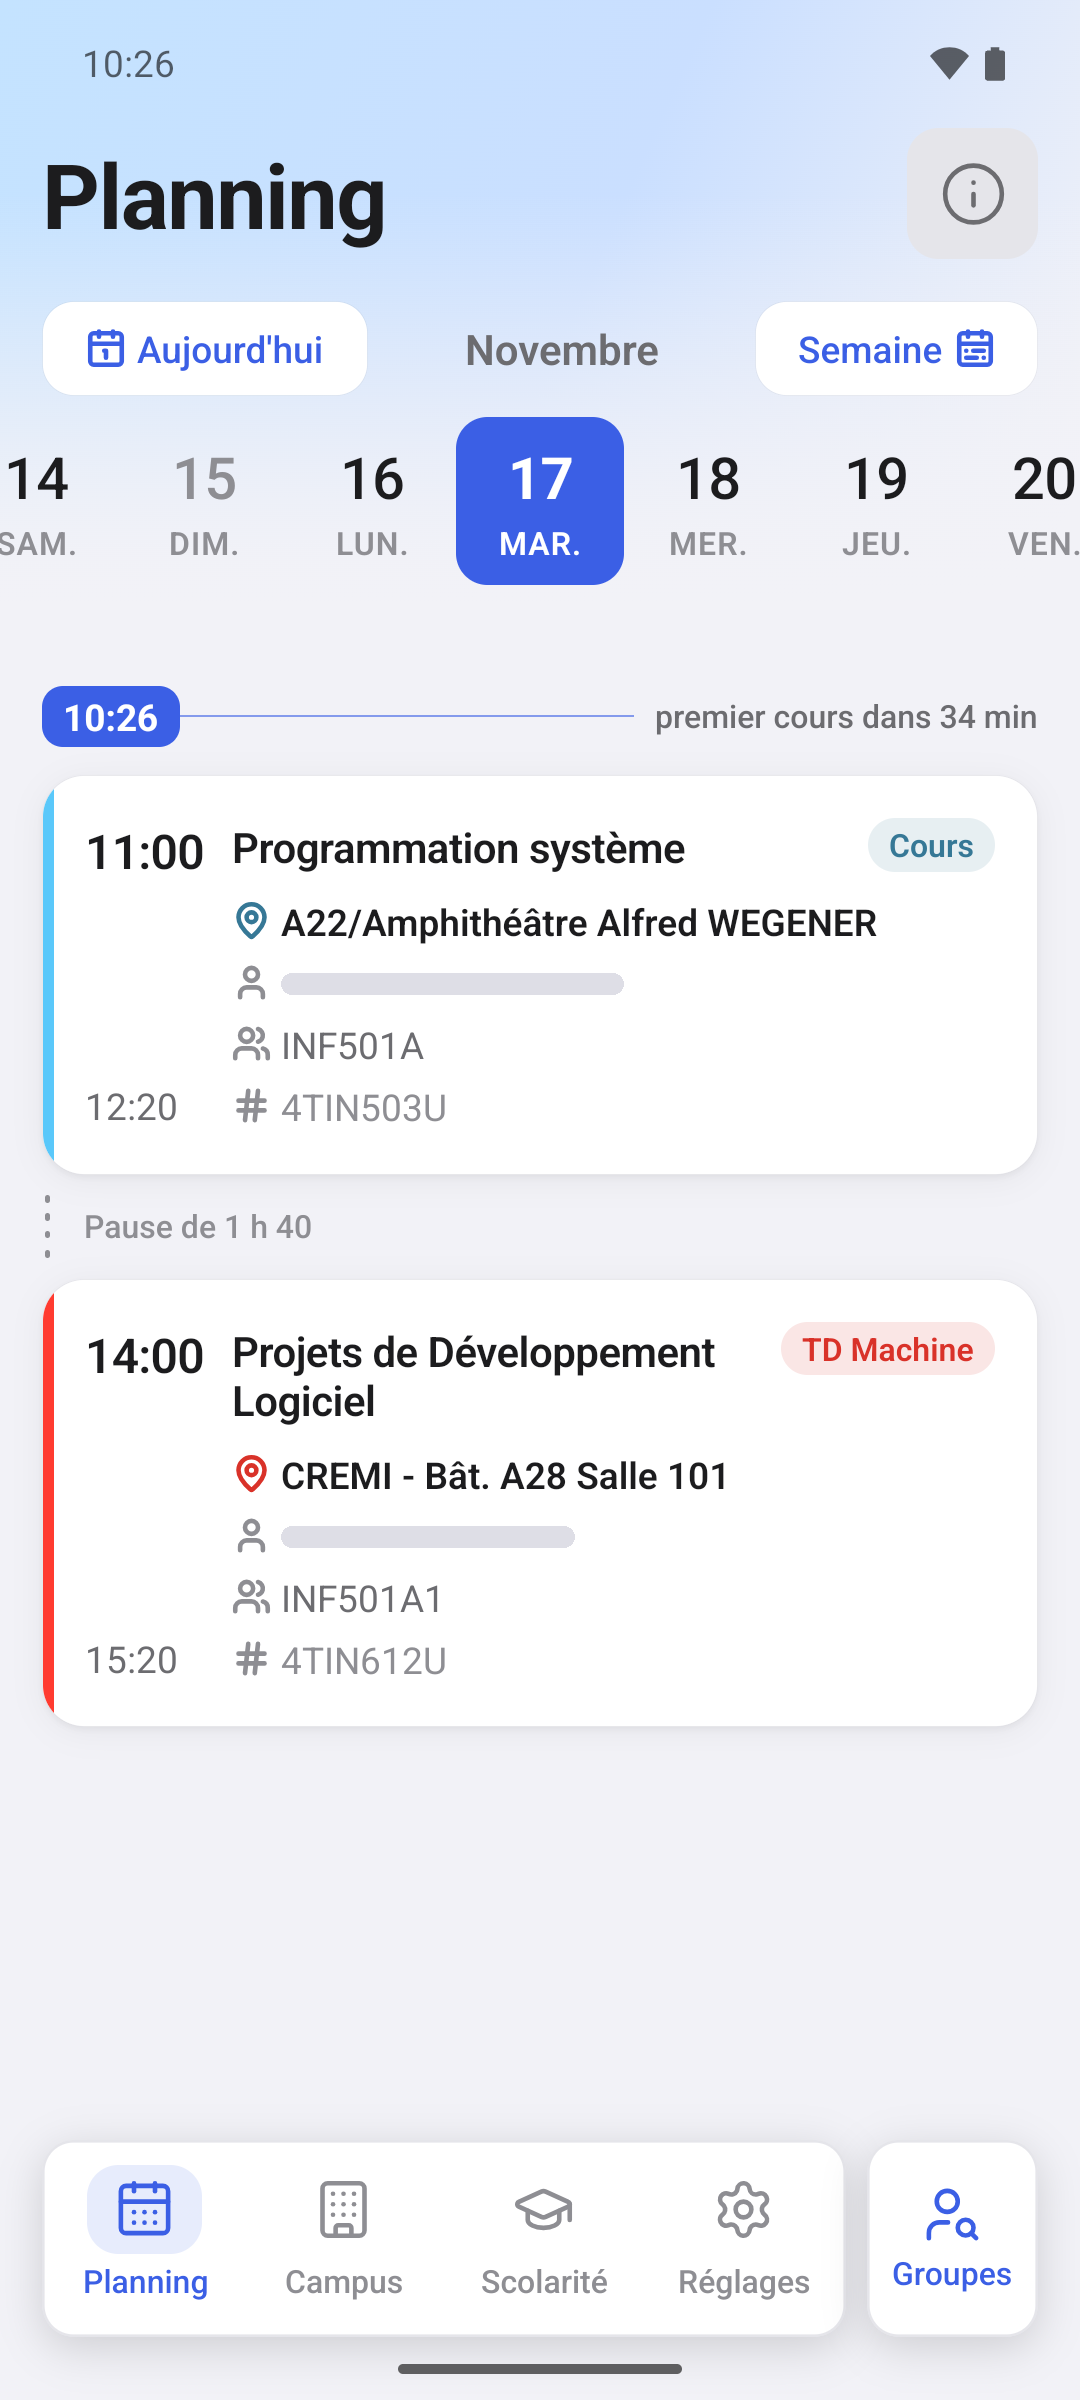 10:26
Planning
Aujourd'hui
Novembre
Semaine
14 15 16 17 18 19 20
SAM. DIM. LUN. MAR. MER. JEU. VEN.
10:26
premier cours dans 34 min
11:00 Programmation système Cours
A22/Amphithéâtre Alfred WEGENER
INF501A
12:20 4TIN503U
Pause de 1 h 40
14:00 Projets de Développement TD Machine
Logiciel
CREMI - Bât. A28 Salle 101
INF501A1
15:20 4TIN612U
Planning Campus Scolarité Réglages Groupes